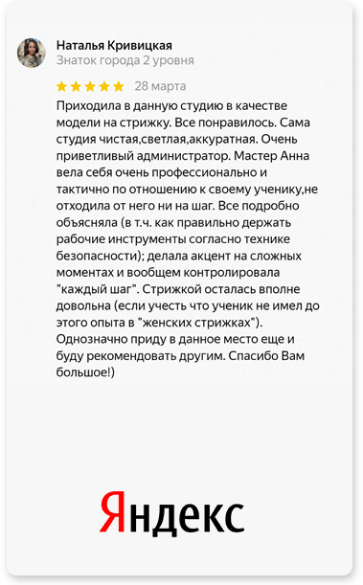 Наталья Кривицкая
Знаток города 2 уровня
28 марта
Приходила в данную студию в качестве
модели на стрижку. Все понравилось. Сама
студия чистая,светлая,аккуратная. Очень
приветливый администратор. Мастер Анна
вела себя очень профессионально и
тактично по отношению к своему ученику,не
отходила от него ни на шаг. Все подробно
объясняла (в т.ч. как правильно держать
рабочие инструменты согласно технике
безопасности); делала акцент на сложных
моментах и вообщем контролировала
"каждый шаг". Стрижкой осталась вполне
довольна (если учесть что ученик не имел до
этого опыта в "женских стрижках").
Однозначно приду в данное место еще и
буду рекомендовать другим. Спасибо Вам
большое!)
Яндекс